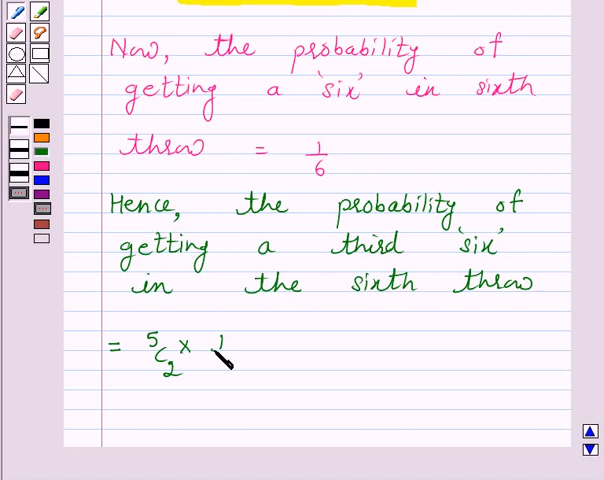 Now, the probability of
getting a 'six' in sixth
throw = 1/6
Hence, the probability of
getting a third 'six'
in the sixth throw
= ⁵C₂ × 1